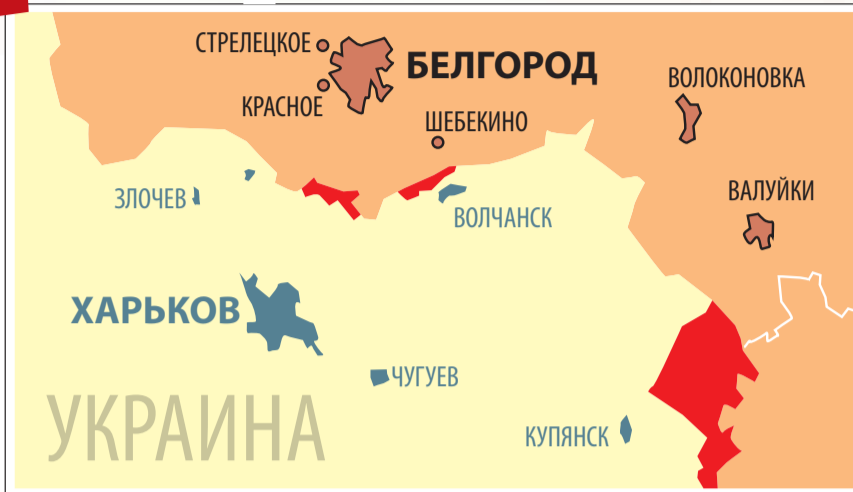 СТРЕЛЕЦКОЕ
БЕЛГОРОД
ВОЛОКОНОВКА
КРАСНОЕ
ШЕБЕКИНО
ЗЛОЧЕВ
ВАЛУЙКИ
ВОЛЧАНСК
ХАРЬКОВ
ЧУГУЕВ
УКРАИНА
КУПЯНСК